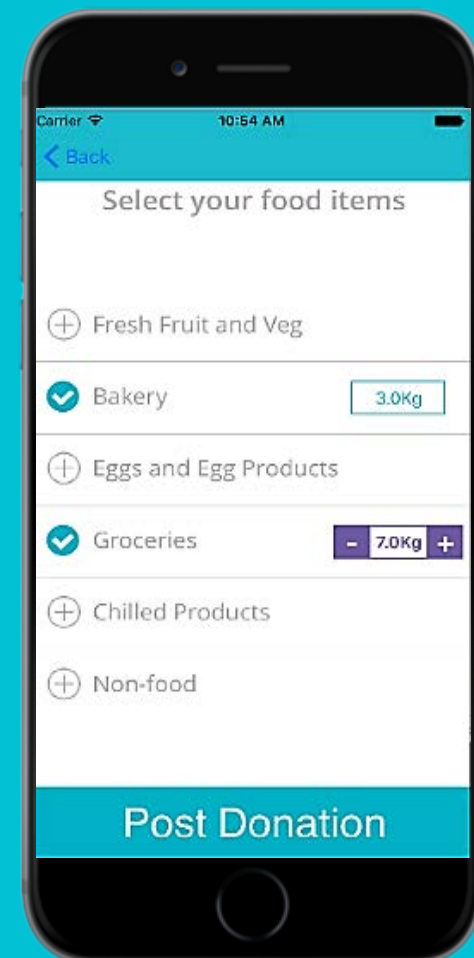 Carrier 10:54 AM
Back
Select your food items
Fresh Fruit and Veg
Bakery 3.0Kg
Eggs and Egg Products
Groceries - 7.0Kg +
Chilled Products
Non-food
Post Donation